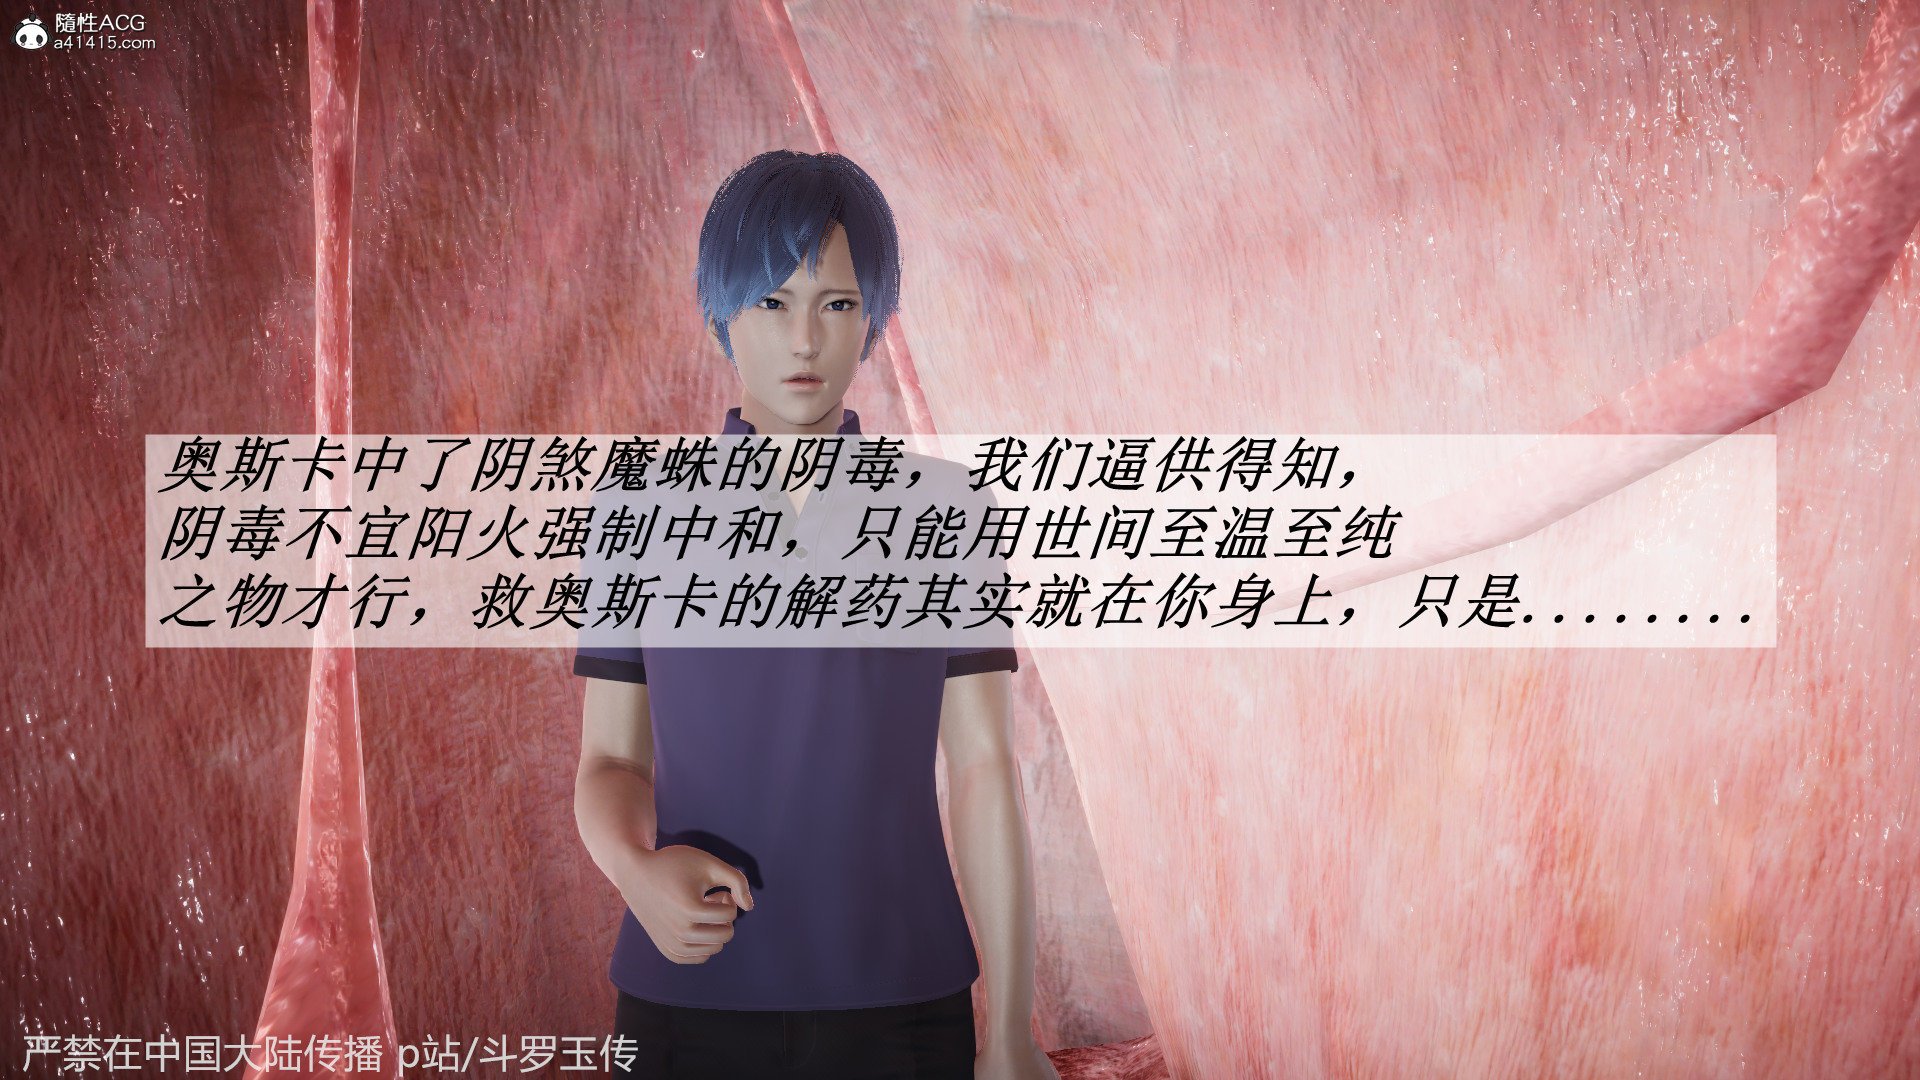 隨性ACG
a41415.com
奥斯卡中了阴煞魔蛛的阴毒，我们逼供得知，
阴毒不宜阳火强制中和，只能用世间至温至纯
之物才行，救奥斯卡的解药其实就在你身上，只是........
严禁在中国大陆传播 p站/斗罗玉传